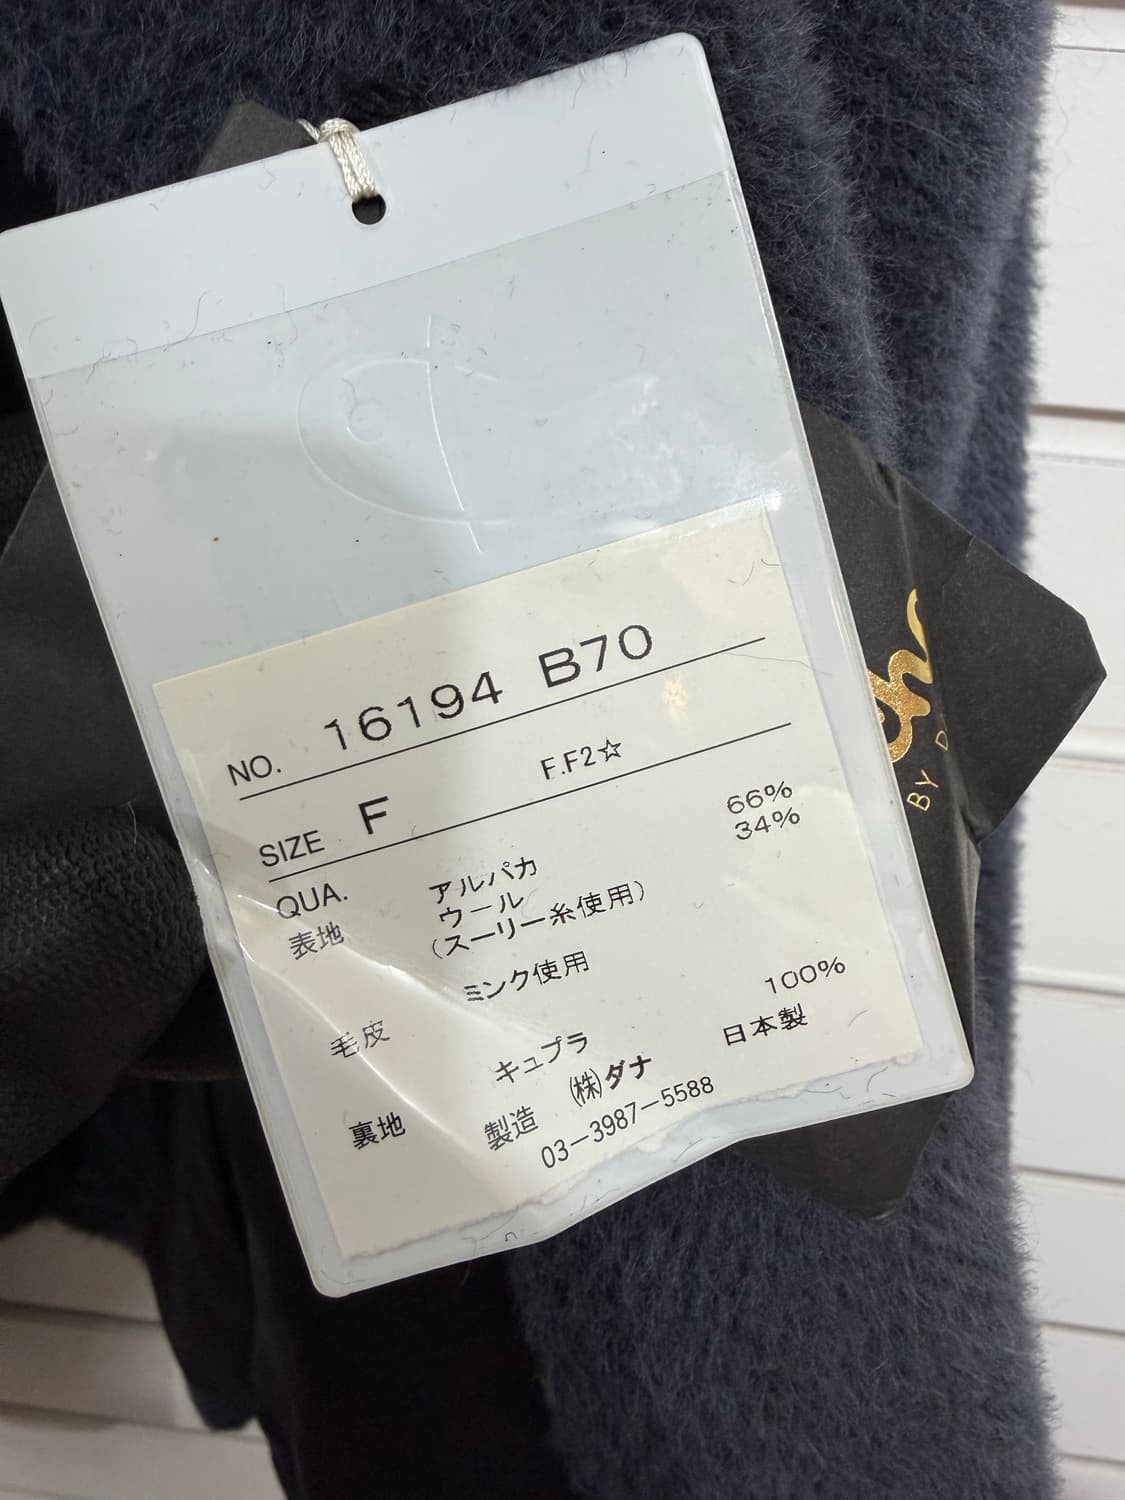 NO. 16194 B70
SIZE F F.F2☆
QUA. アルパカ 66%
表地 ウール 34%
(スーリー糸使用)
毛皮 ミンク使用
裏地 キュプラ 100%
製造 ㈱ダナ 日本製
03-3987-5588
BY